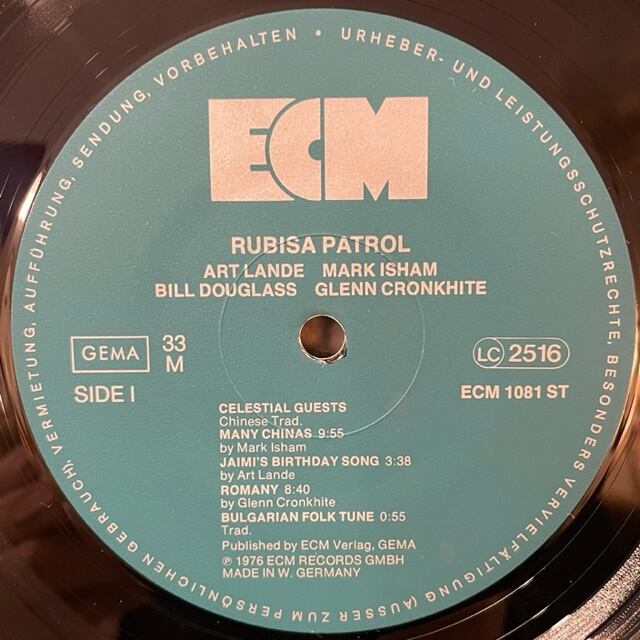 URHEBER- UND LEISTUNGSSCHUTZRECHTE, BESONDERS VERVIELFÄLTIGUNG (AUSSER ZUM PERSÖNLICHEN GEBRAUCH), VERMIETUNG, AUFFÜHRUNG, SENDUNG, VORBEHALTEN •
ECM
RUBISA PATROL
ART LANDE MARK ISHAM
BILL DOUGLASS GLENN CRONKHITE
GEMA 33 M
LC 2516
SIDE I
ECM 1081 ST
CELESTIAL GUESTS
Chinese Trad.
MANY CHINAS 9:55
by Mark Isham
JAIMI'S BIRTHDAY SONG 3:38
by Art Lande
ROMANY 8:40
by Glenn Cronkhite
BULGARIAN FOLK TUNE 0:55
Trad.
Published by ECM Verlag, GEMA
℗ 1976 ECM RECORDS GMBH
MADE IN W. GERMANY